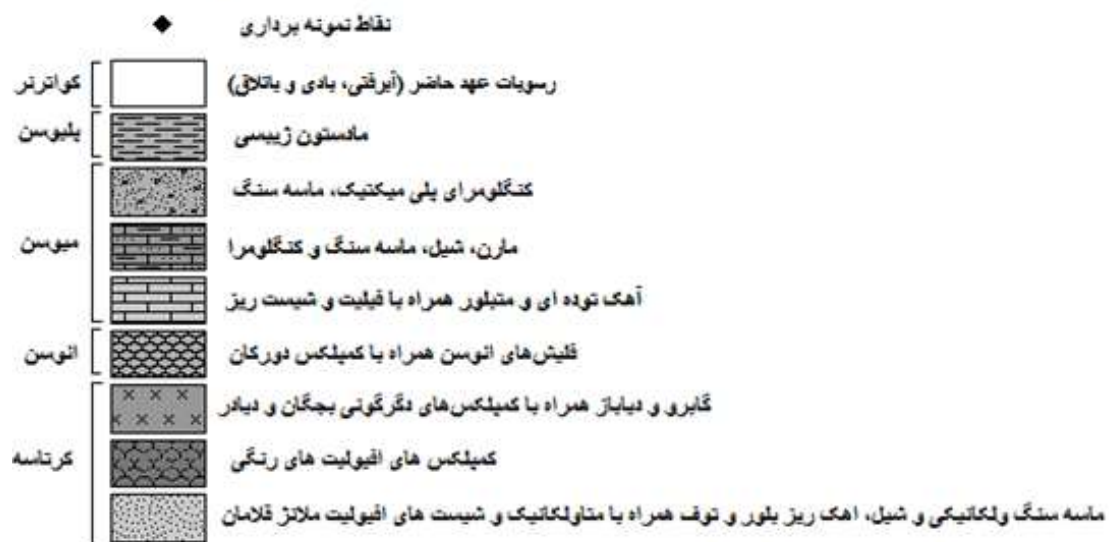 نقاط نمونه برداری
رسوبات عهد حاضر (آبرفتی، بادی و باتلاق)
کواترنر
مادستون ژیپسی
پلیوسن
کنگلومرای پلی میکتیک، ماسه سنگ
مارن، شیل، ماسه سنگ و کنگلومرا
میوسن
آهک توده ای و متبلور همراه با فیلیت و شیست ریز
فلیش‌های ائوسن همراه با کمپلکس دورکان
ائوسن
گابرو و دیاباز همراه با کمپلکس‌های دگرگونی بجگان و دیادر
کمپلکس های افیولیت های رنگی
کرتاسه
ماسه سنگ ولکانیکی و شیل، اهک ریز بلور و توف همراه با متاولکانیک و شیست های افیولیت ملانژ قلامان